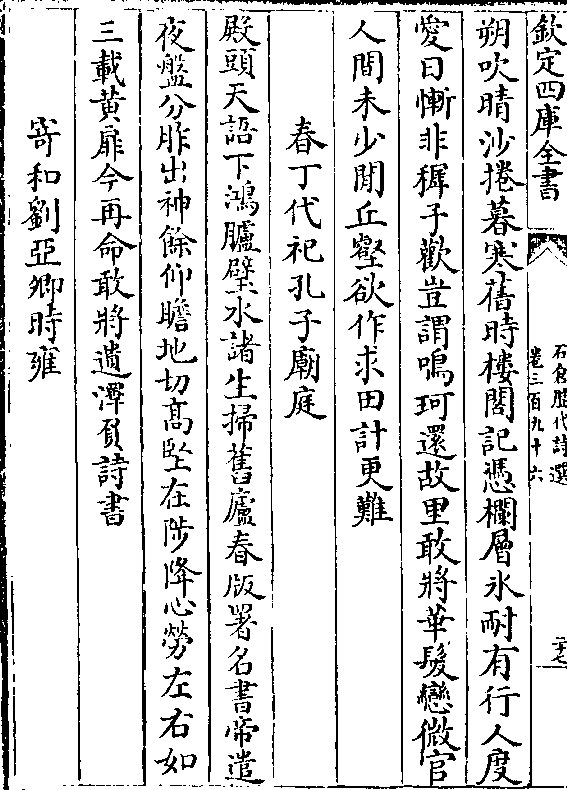 欽定四庫全書
石倉歷代詩選
卷三百九十六
二十七
朔吹晴沙捲暮寒舊時樓閣記憑欄層氷耐有行人度
愛日慚非穉子歡豈謂鳴珂還故里敢將華髮戀微官
人間未少閒丘壑欲作求田計更難
春丁代祀孔子廟庭
殿頭天語下鴻臚璧水諸生掃舊廬春版署名書帝遣
夜盤分胙出神餘仰瞻地切高堅在陟降心勞左右如
三載黄扉今再命敢將遺澤負詩書
寄和劉亞卿時雍